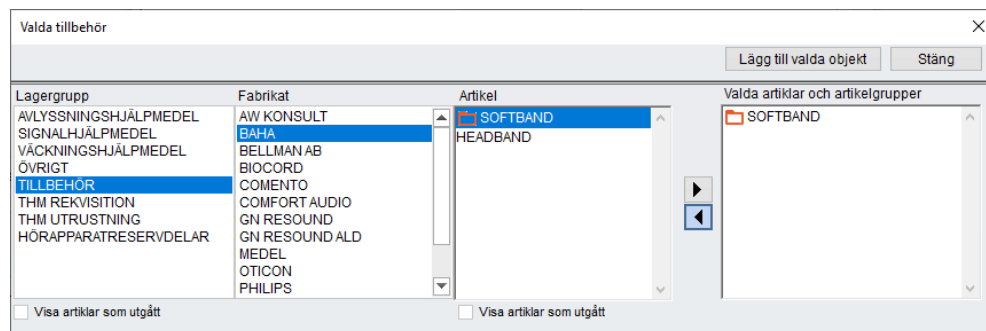 Valda tillbehör
Lägg till valda objekt
Stäng
Lagergrupp
AVLYSSNINGSHJÄLPMEDEL
SIGNALHJÄLPMEDEL
VÄCKNINGSHJÄLPMEDEL
ÖVRIGT
TILLBEHÖR
THM REKVISITION
THM UTRUSTNING
HÖRAPPARATRESERVDELAR
Visa artiklar som utgått
Fabrikat
AW KONSULT
BAHA
BELLMAN AB
BIOCORD
COMENTO
COMFORT AUDIO
GN RESOUND
GN RESOUND ALD
MEDEL
OTICON
PHILIPS
Artikel
SOFTBAND
HEADBAND
Visa artiklar som utgått
Valda artiklar och artikelgrupper
SOFTBAND